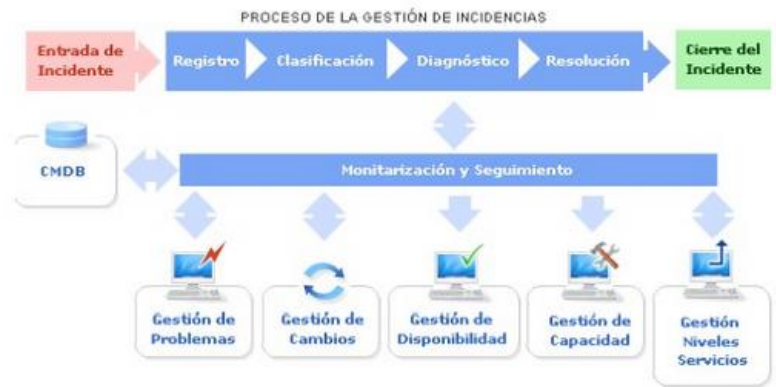 PROCESO DE LA GESTIÓN DE INCIDENCIAS
Entrada de
Incidente
Registro
Clasificación
Diagnóstico
Resolución
Cierre del
Incidente
CMDB
Monitarización y Seguimiento
Gestión de
Problemas
Gestión de
Cambios
Gestión de
Disponibilidad
Gestión de
Capacidad
Gestión
Niveles
Servicios